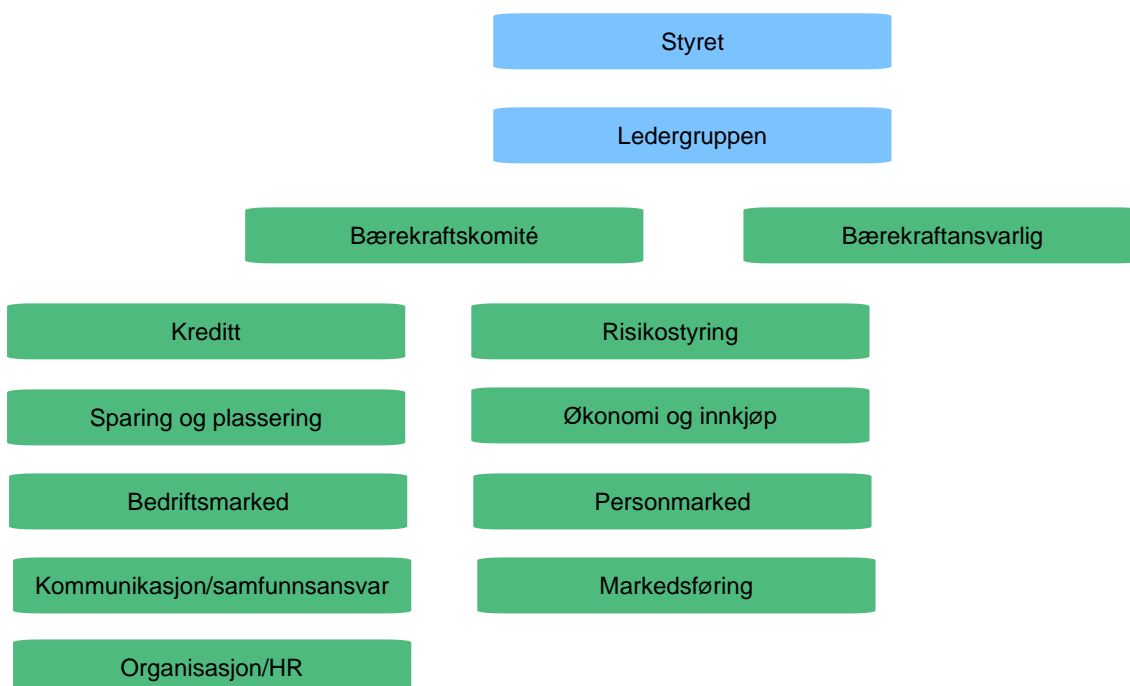 Styret
Ledergruppen
Bærekraftskomité
Bærekraftansvarlig
Kreditt
Risikostyring
Sparing og plassering
Økonomi og innkjøp
Bedriftsmarked
Personmarked
Kommunikasjon/samfunnsansvar
Markedsføring
Organisasjon/HR